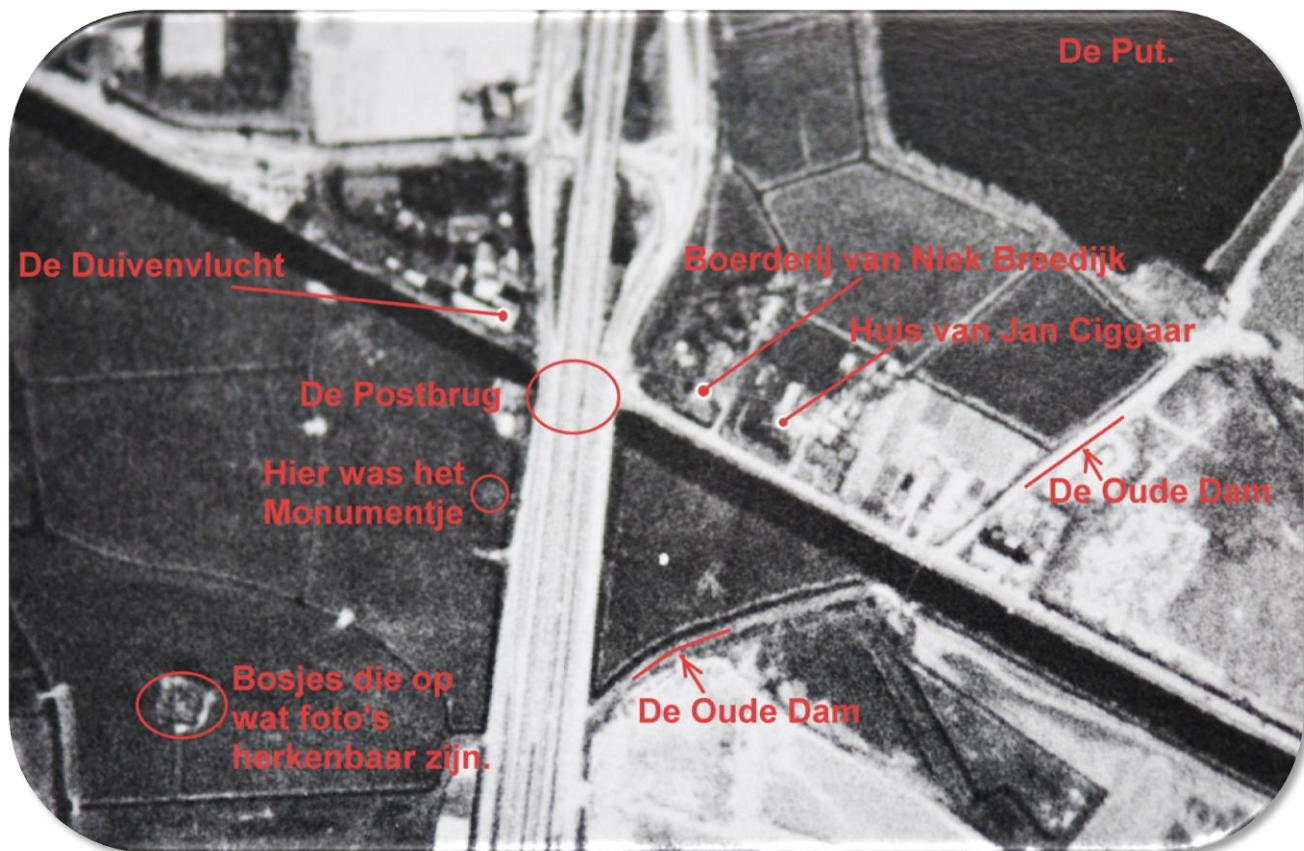 De Put.
De Duivenvlucht
Boerderij van Niek Breedijk
Huis van Jan Ciggaar
De Postbrug
Hier was het
Monumentje
De Oude Dam
Bosjes die op
wat foto's
herkenbaar zijn.
De Oude Dam